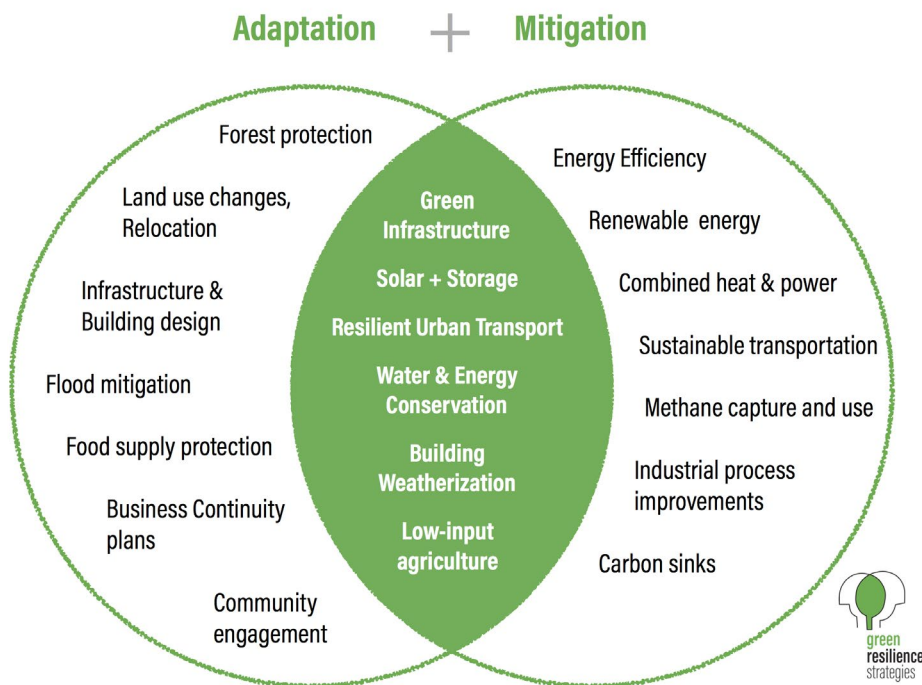 Adaptation + Mitigation
Forest protection
Land use changes,
Relocation
Infrastructure &
Building design
Flood mitigation
Food supply protection
Business Continuity
plans
Community
engagement
Green
Infrastructure
Solar + Storage
Resilient Urban Transport
Water & Energy
Conservation
Building
Weatherization
Low-input
agriculture
Energy Efficiency
Renewable energy
Combined heat & power
Sustainable transportation
Methane capture and use
Industrial process
improvements
Carbon sinks
green
resilience
strategies